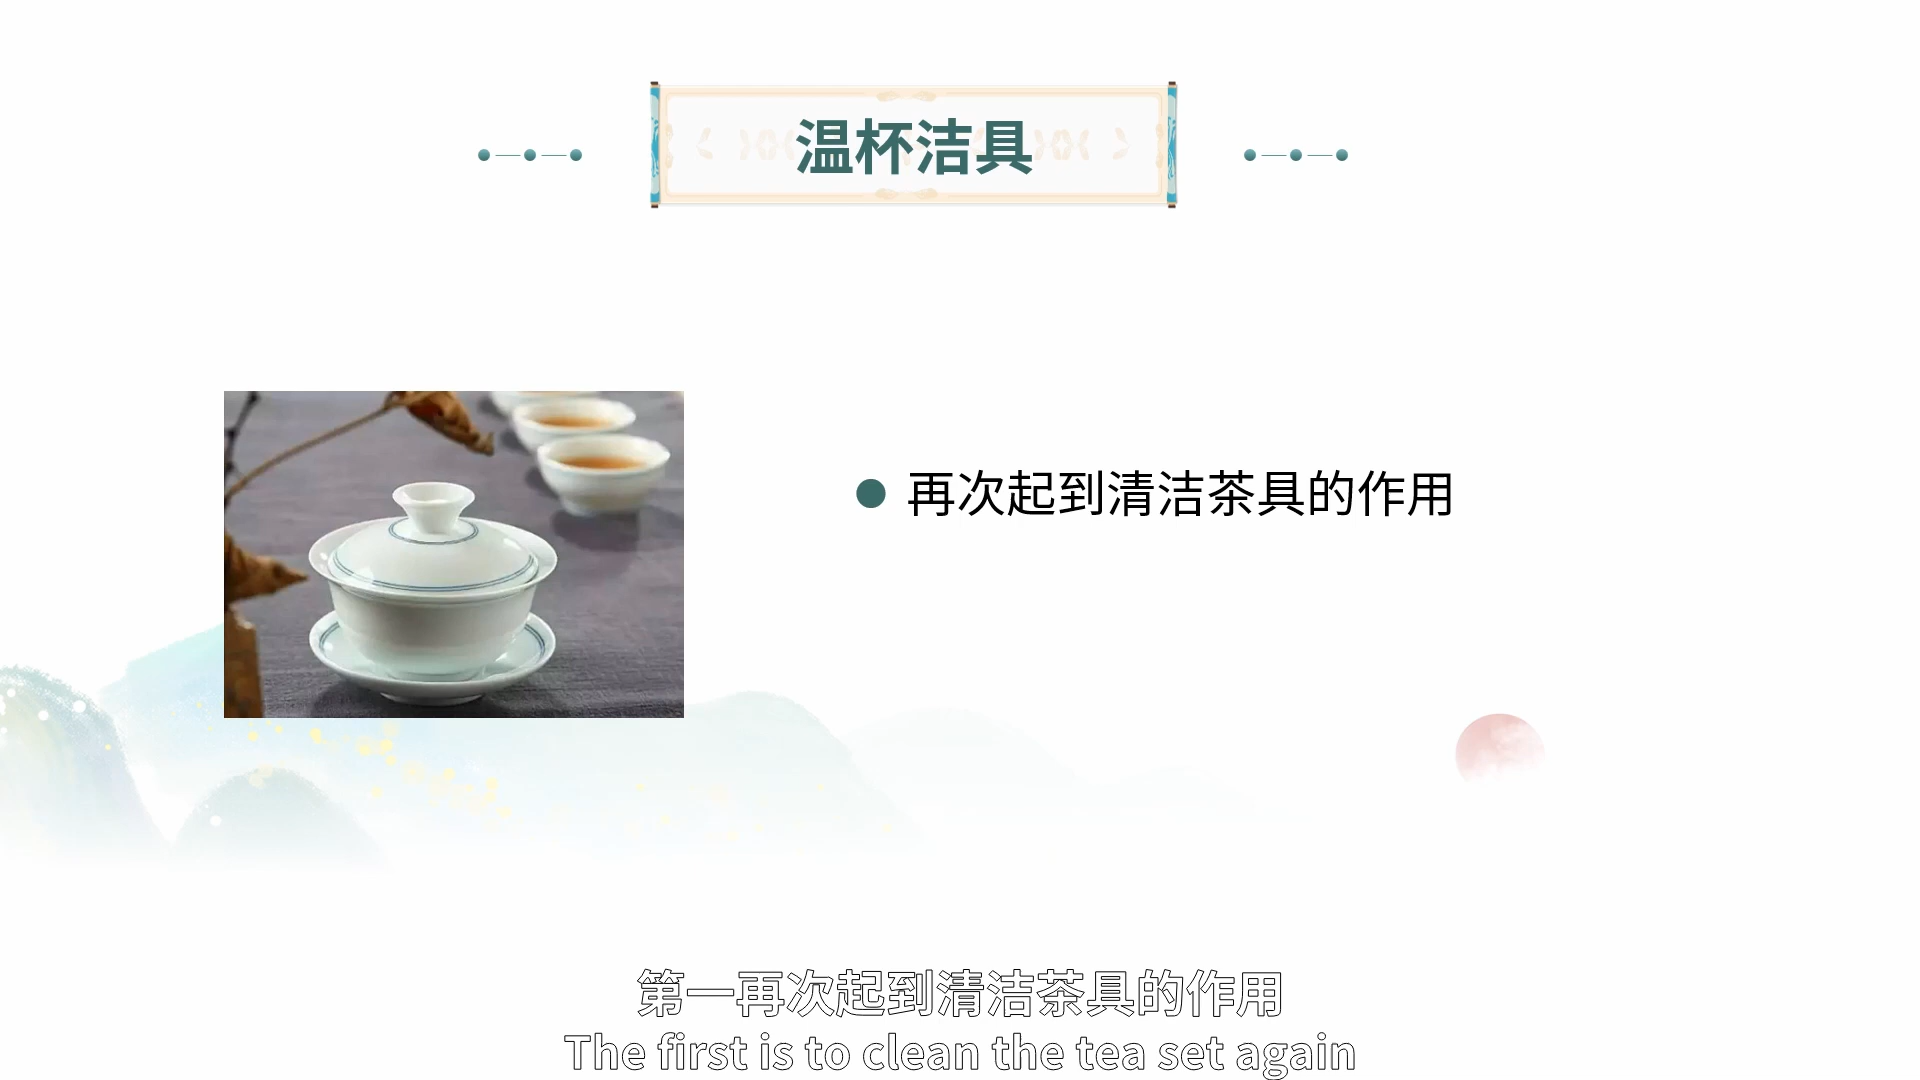 温杯洁具
再次起到清洁茶具的作用
第一再次起到清洁茶具的作用
The first is to clean the tea set again